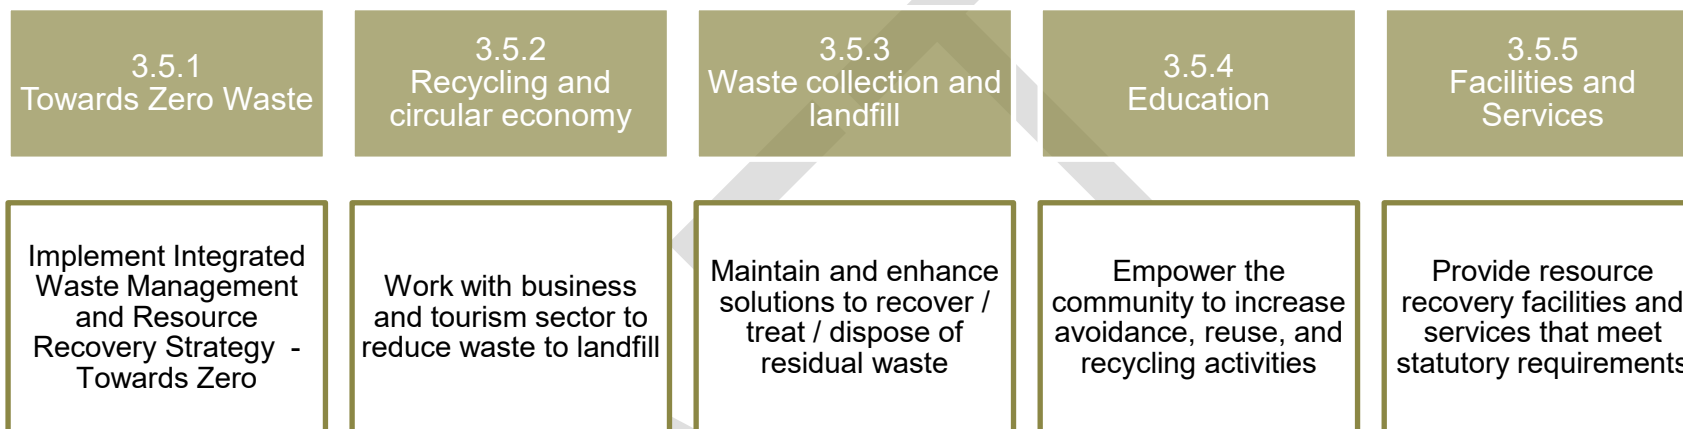 3.5.1
Towards Zero Waste
3.5.2
Recycling and
circular economy
3.5.3
Waste collection and
landfill
3.5.4
Education
3.5.5
Facilities and
Services
Implement Integrated
Waste Management
and Resource
Recovery Strategy -
Towards Zero
Work with business
and tourism sector to
reduce waste to landfill
Maintain and enhance
solutions to recover /
treat / dispose of
residual waste
Empower the
community to increase
avoidance, reuse, and
recycling activities
Provide resource
recovery facilities and
services that meet
statutory requirements